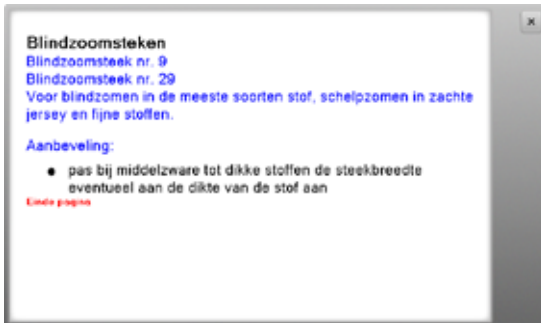 Blindzoomsteken
Blindzoomsteek nr. 9
Blindzoomsteek nr. 29
Voor blindzomen in de meeste soorten stof, schelpzomen in zachte
jersey en fijne stoffen.
Aanbeveling:
• pas bij middelzware tot dikke stoffen de steekbreedte
eventueel aan de dikte van de stof aan
Einde pagina